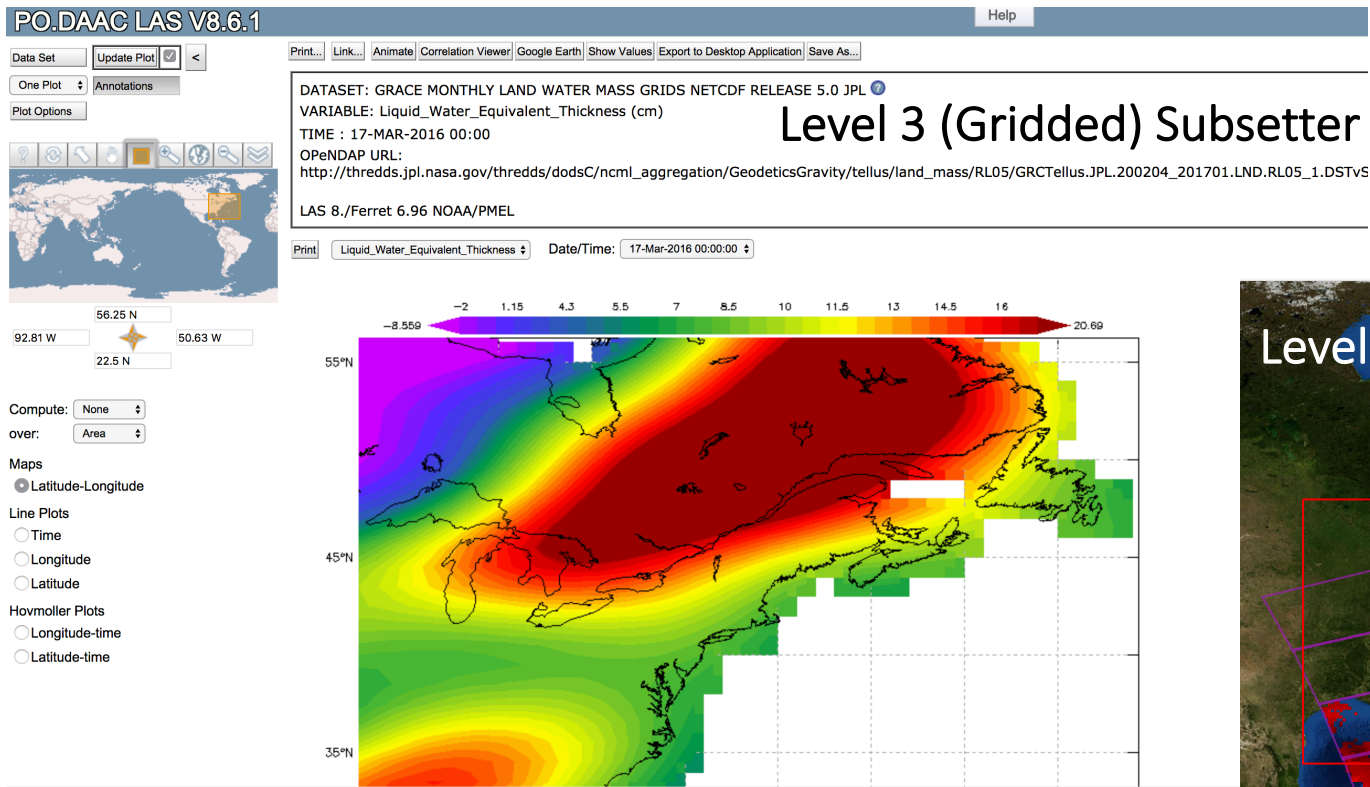 PO.DAAC LAS V8.6.1
Help
Data Set Update Plot <
One Plot Annotations
Plot Options
Print... Link... Animate Correlation Viewer Google Earth Show Values Export to Desktop Application Save As...
DATASET: GRACE MONTHLY LAND WATER MASS GRIDS NETCDF RELEASE 5.0 JPL ?
VARIABLE: Liquid_Water_Equivalent_Thickness (cm)
Level 3 (Gridded) Subsetter
TIME : 17-MAR-2016 00:00
OPeNDAP URL:
http://thredds.jpl.nasa.gov/thredds/dodsC/ncml_aggregation/GeodeticsGravity/tellus/land_mass/RL05/GRCTellus.JPL.200204_201701.LND.RL05_1.DSTvS
LAS 8./Ferret 6.96 NOAA/PMEL
Print Liquid_Water_Equivalent_Thickness Date/Time: 17-Mar-2016 00:00:00
56.25 N
92.81 W 50.63 W
22.5 N
Compute: None
over: Area
Maps
Latitude-Longitude
Line Plots
Time
Longitude
Latitude
Hovmoller Plots
Longitude-time
Latitude-time
-2 1.15 4.3 5.5 7 8.5 10 11.5 13 14.5 16
-8.559 20.69
55°N
45°N
35°N
Level